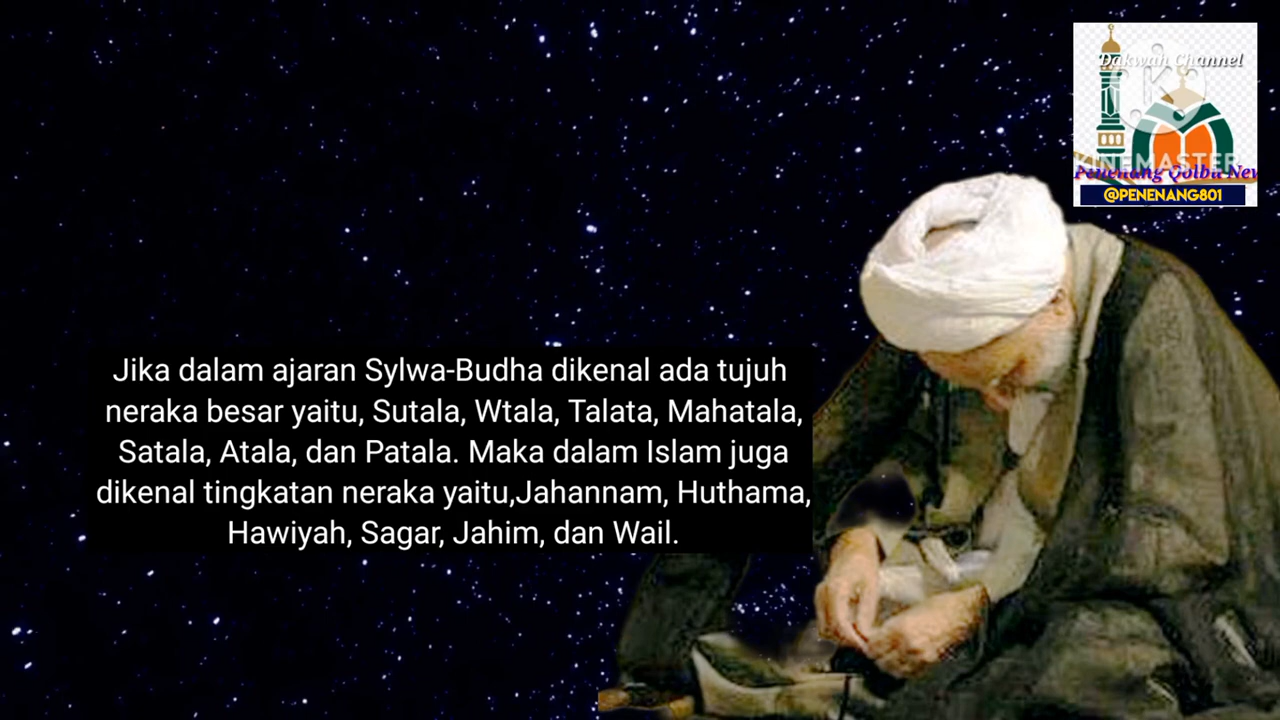 Dakwah Channel
KINEMASTER
Penenang Qolbu New
@PENENANG801
Jika dalam ajaran Sylwa-Budha dikenal ada tujuh
neraka besar yaitu, Sutala, Wtala, Talata, Mahatala,
Satala, Atala, dan Patala. Maka dalam Islam juga
dikenal tingkatan neraka yaitu,Jahannam, Huthama,
Hawiyah, Sagar, Jahim, dan Wail.